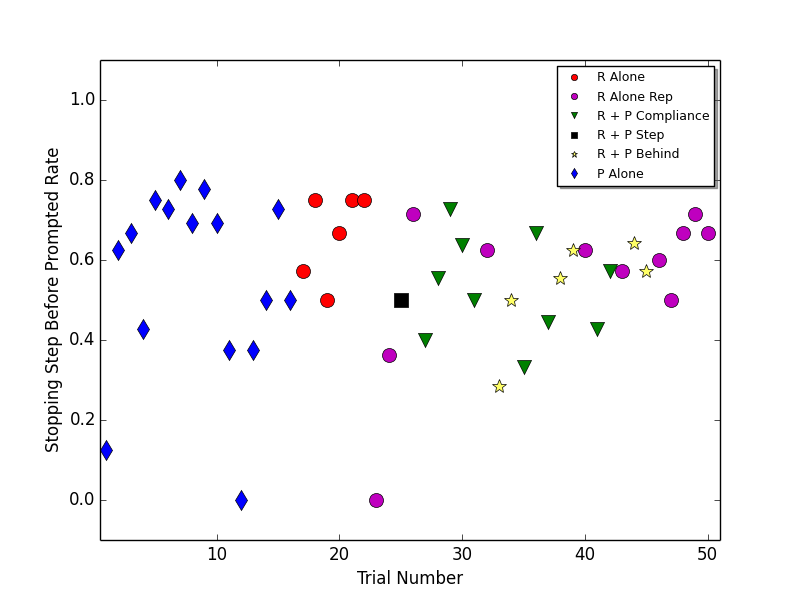 R Alone
R Alone Rep
R + P Compliance
R + P Step
R + P Behind
P Alone
Stopping Step Before Prompted Rate
1.0
0.8
0.6
0.4
0.2
0.0
10 20 30 40 50
Trial Number